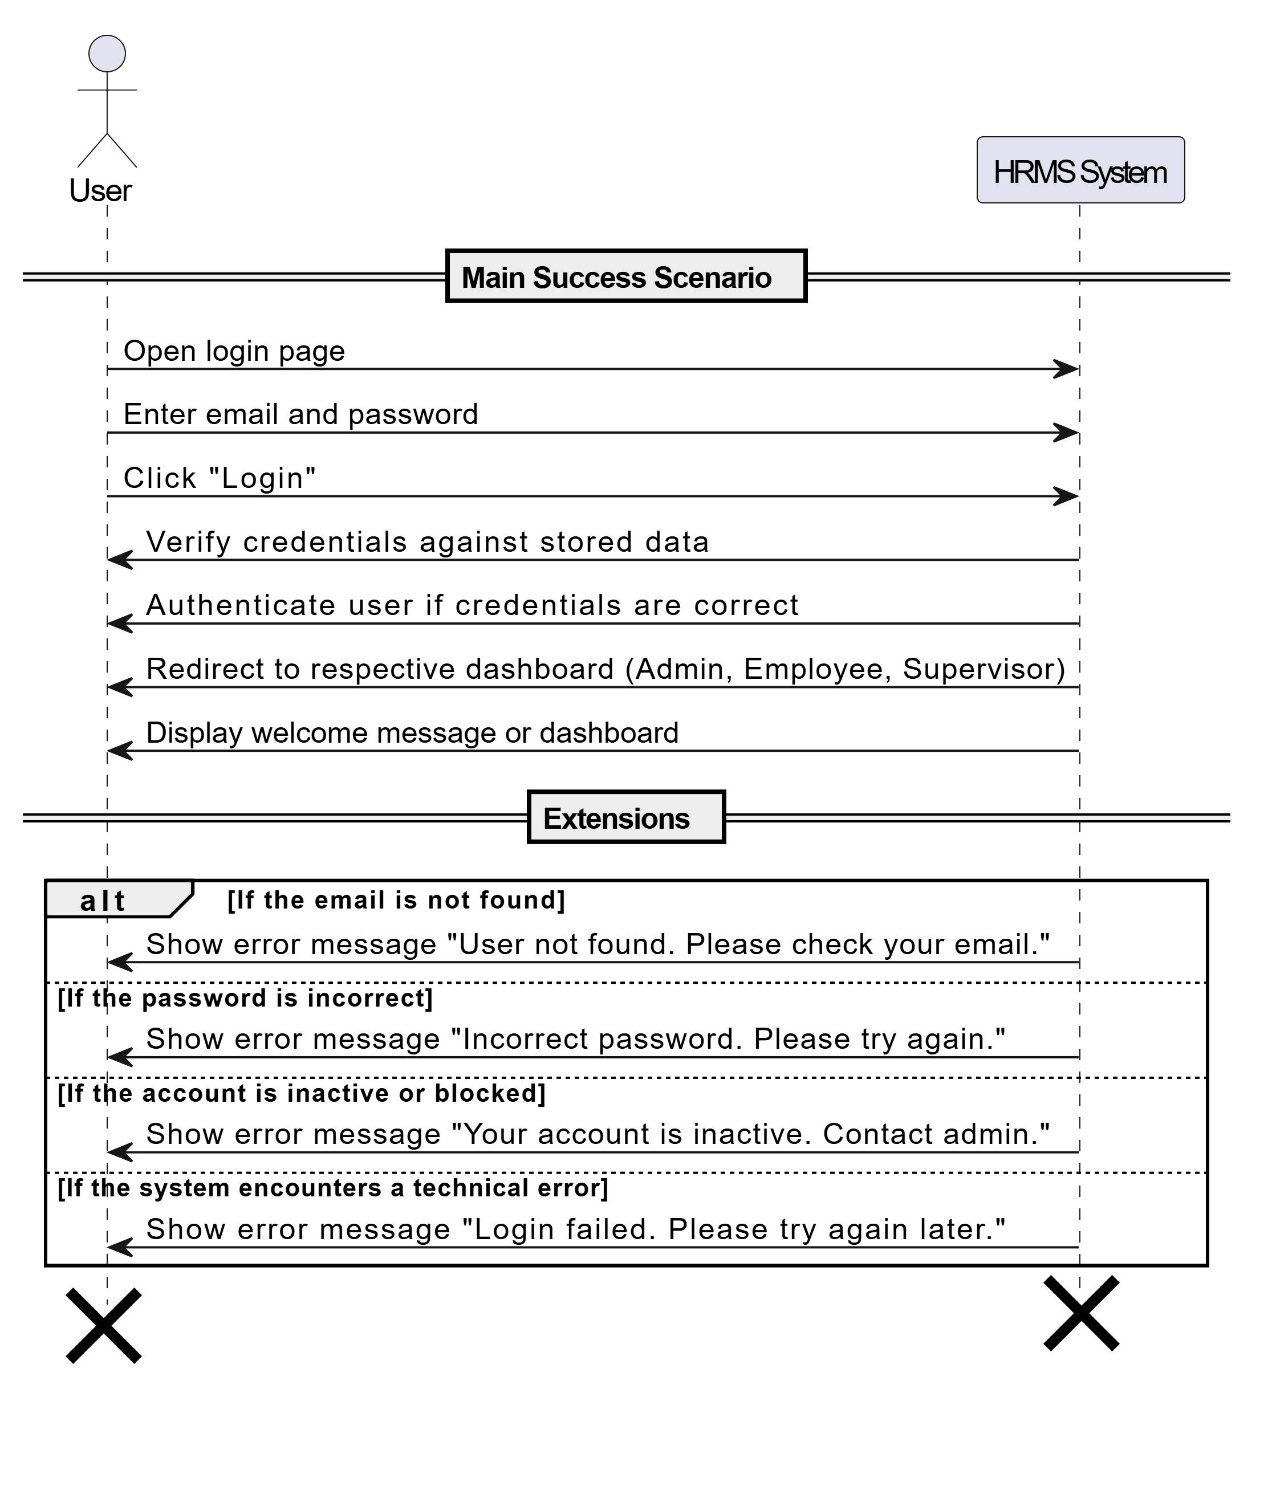 User
HRMS System
Main Success Scenario
Open login page
Enter email and password
Click "Login"
Verify credentials against stored data
Authenticate user if credentials are correct
Redirect to respective dashboard (Admin, Employee, Supervisor)
Display welcome message or dashboard
Extensions
alt [If the email is not found]
Show error message "User not found. Please check your email."
[If the password is incorrect]
Show error message "Incorrect password. Please try again."
[If the account is inactive or blocked]
Show error message "Your account is inactive. Contact admin."
[If the system encounters a technical error]
Show error message "Login failed. Please try again later."